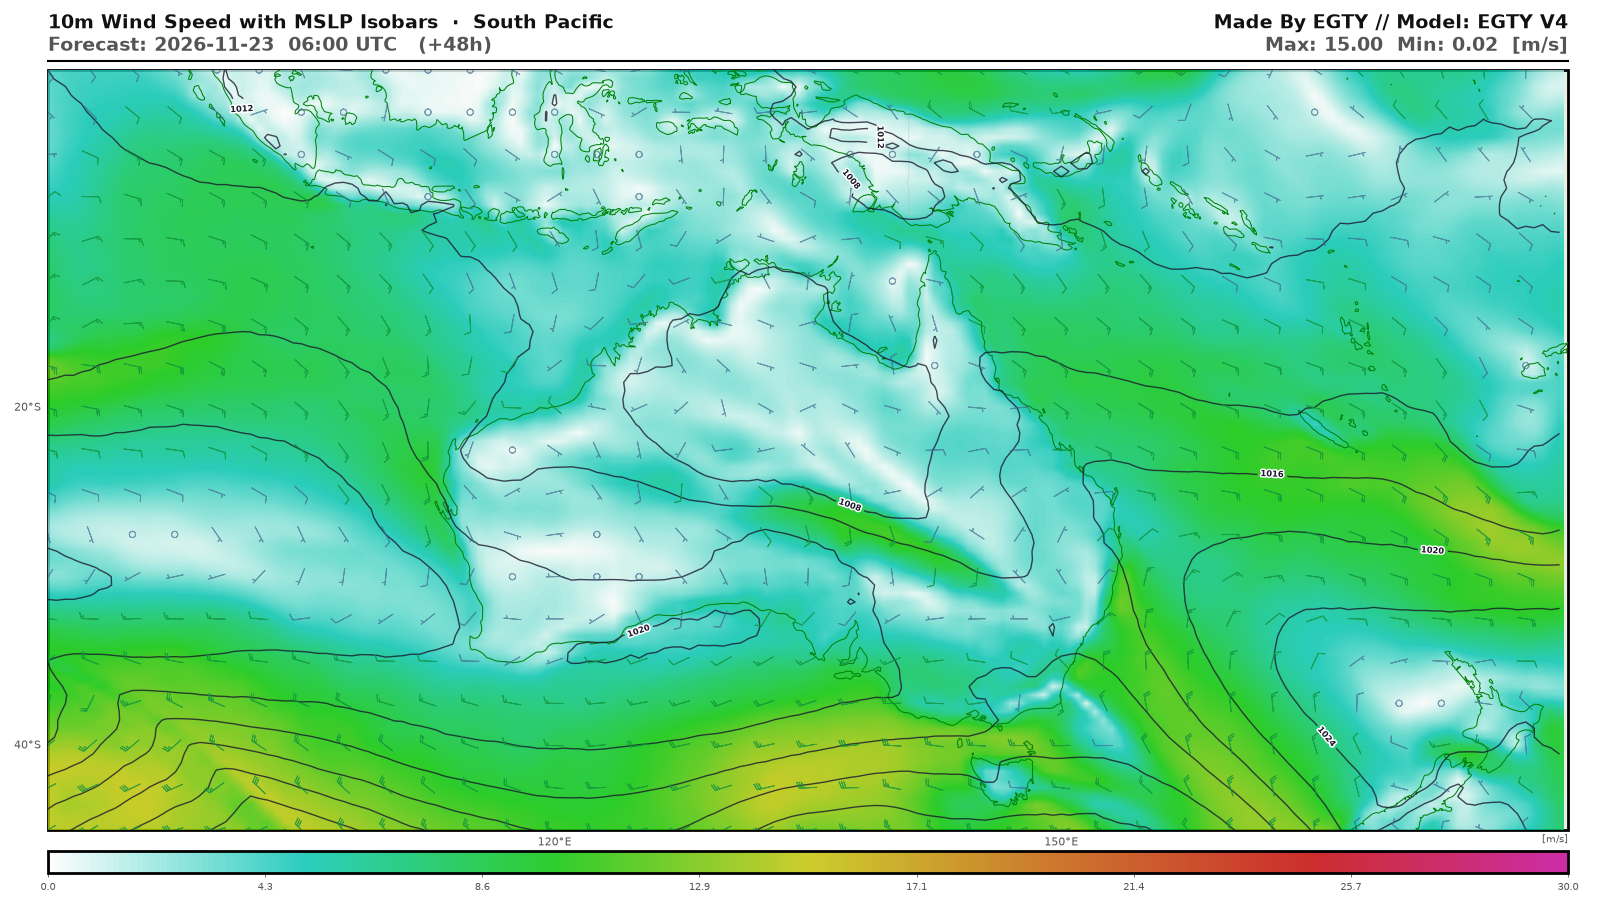 10m Wind Speed with MSLP Isobars · South Pacific
Made By EGTY // Model: EGTY V4
Forecast: 2026-11-23 06:00 UTC (+48h)
Max: 15.00 Min: 0.02 [m/s]
1012
1012
1008
20°S
1016
1008
1020
1020
1024
40°S
120°E
150°E
[m/s]
0.0
4.3
8.6
12.9
17.1
21.4
25.7
30.0